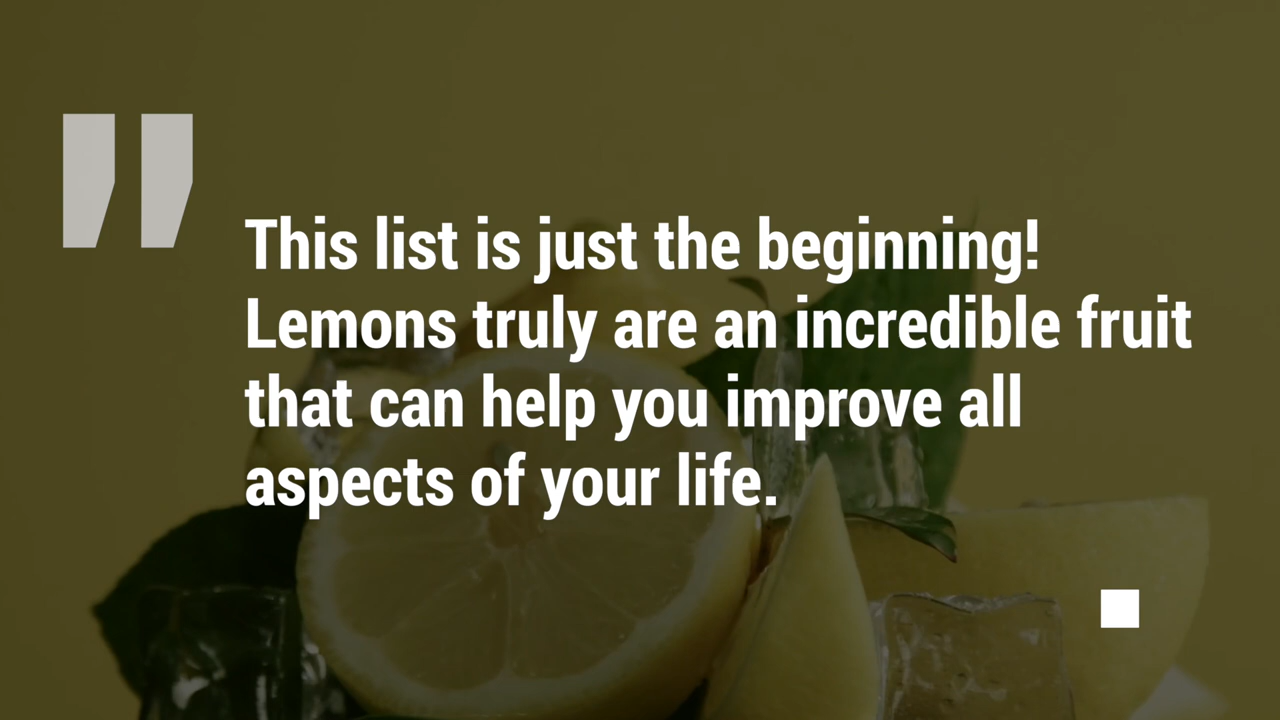 "
This list is just the beginning!
Lemons truly are an incredible fruit
that can help you improve all
aspects of your life.